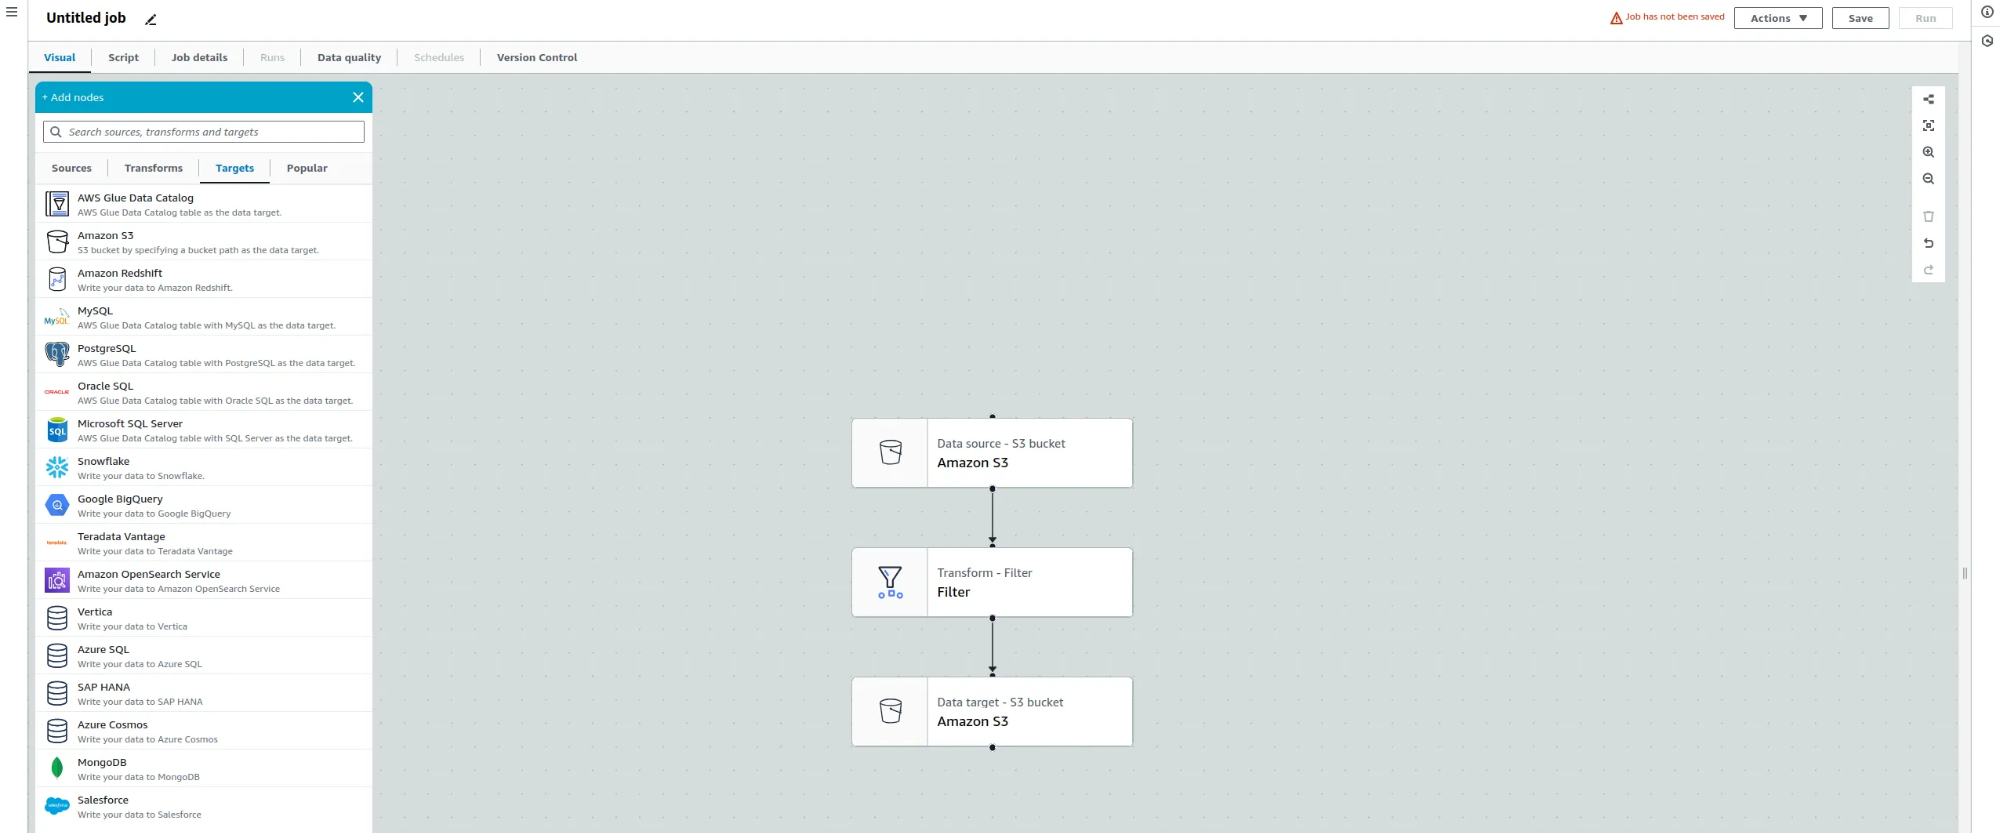 Untitled job
Job has not been saved
Actions
Save
Run
Visual
Script
Job details
Runs
Data quality
Schedules
Version Control
+ Add nodes
Search sources, transforms and targets
Sources
Transforms
Targets
Popular
AWS Glue Data Catalog
AWS Glue Data Catalog table as the data target.
Amazon S3
S3 bucket by specifying a bucket path as the data target.
Amazon Redshift
Write your data to Amazon Redshift.
MySQL
MySQL
AWS Glue Data Catalog table with MySQL as the data target.
PostgreSQL
AWS Glue Data Catalog table with PostgreSQL as the data target.
ORACLE
Oracle SQL
AWS Glue Data Catalog table with Oracle SQL as the data target.
SQL
Microsoft SQL Server
AWS Glue Data Catalog table with SQL Server as the data target.
Snowflake
Write your data to Snowflake.
Google BigQuery
Write your data to Google BigQuery
teradata
Teradata Vantage
Write your data to Teradata Vantage
Amazon OpenSearch Service
Write your data to Amazon OpenSearch Service
Vertica
Write your data to Vertica
Azure SQL
Write your data to Azure SQL
SAP HANA
Write your data to SAP HANA
Azure Cosmos
Write your data to Azure Cosmos
MongoDB
Write your data to MongoDB
salesforce
Salesforce
Write your data to Salesforce
Data source - S3 bucket
Amazon S3
Transform - Filter
Filter
Data target - S3 bucket
Amazon S3